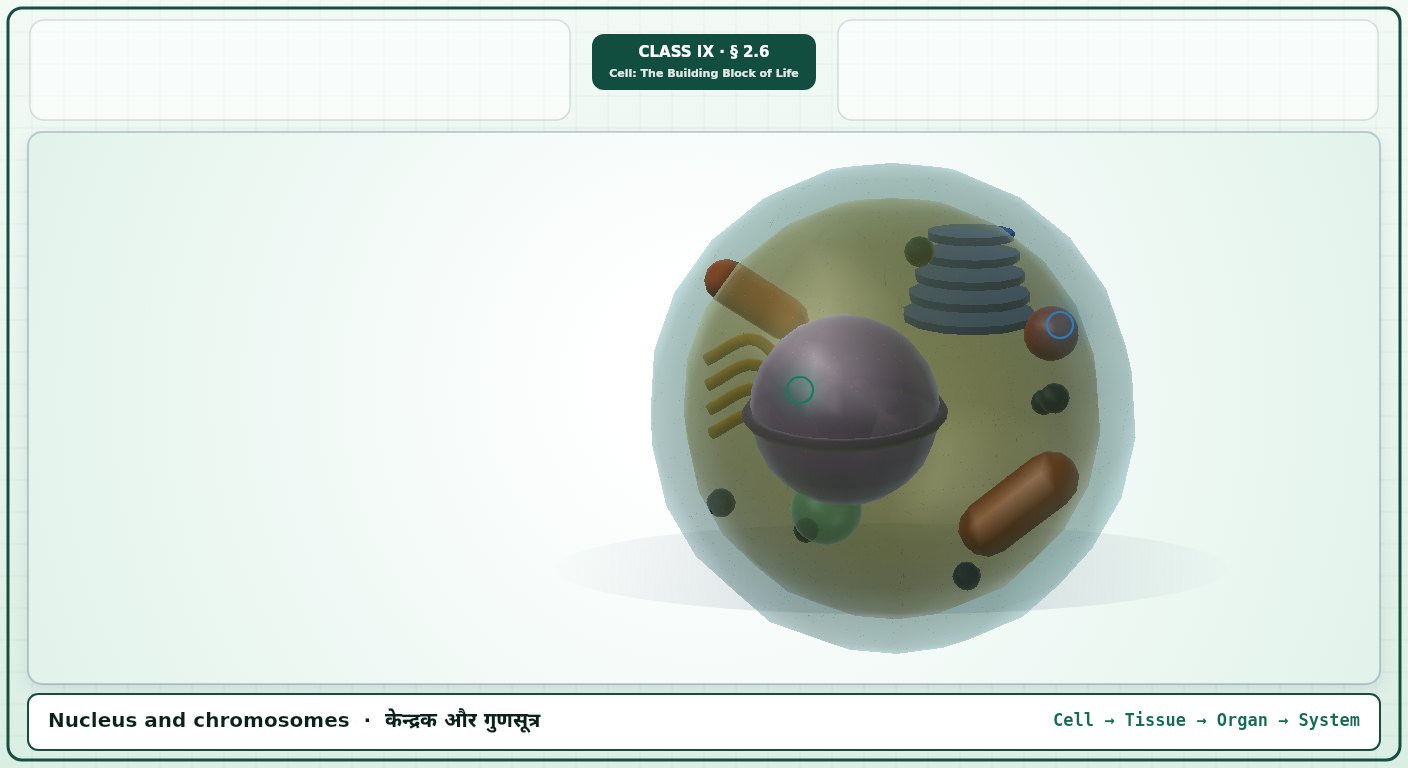 CLASS IX · § 2.6
Cell: The Building Block of Life
Nucleus and chromosomes · केन्द्रक और गुणसूत्र
Cell → Tissue → Organ → System